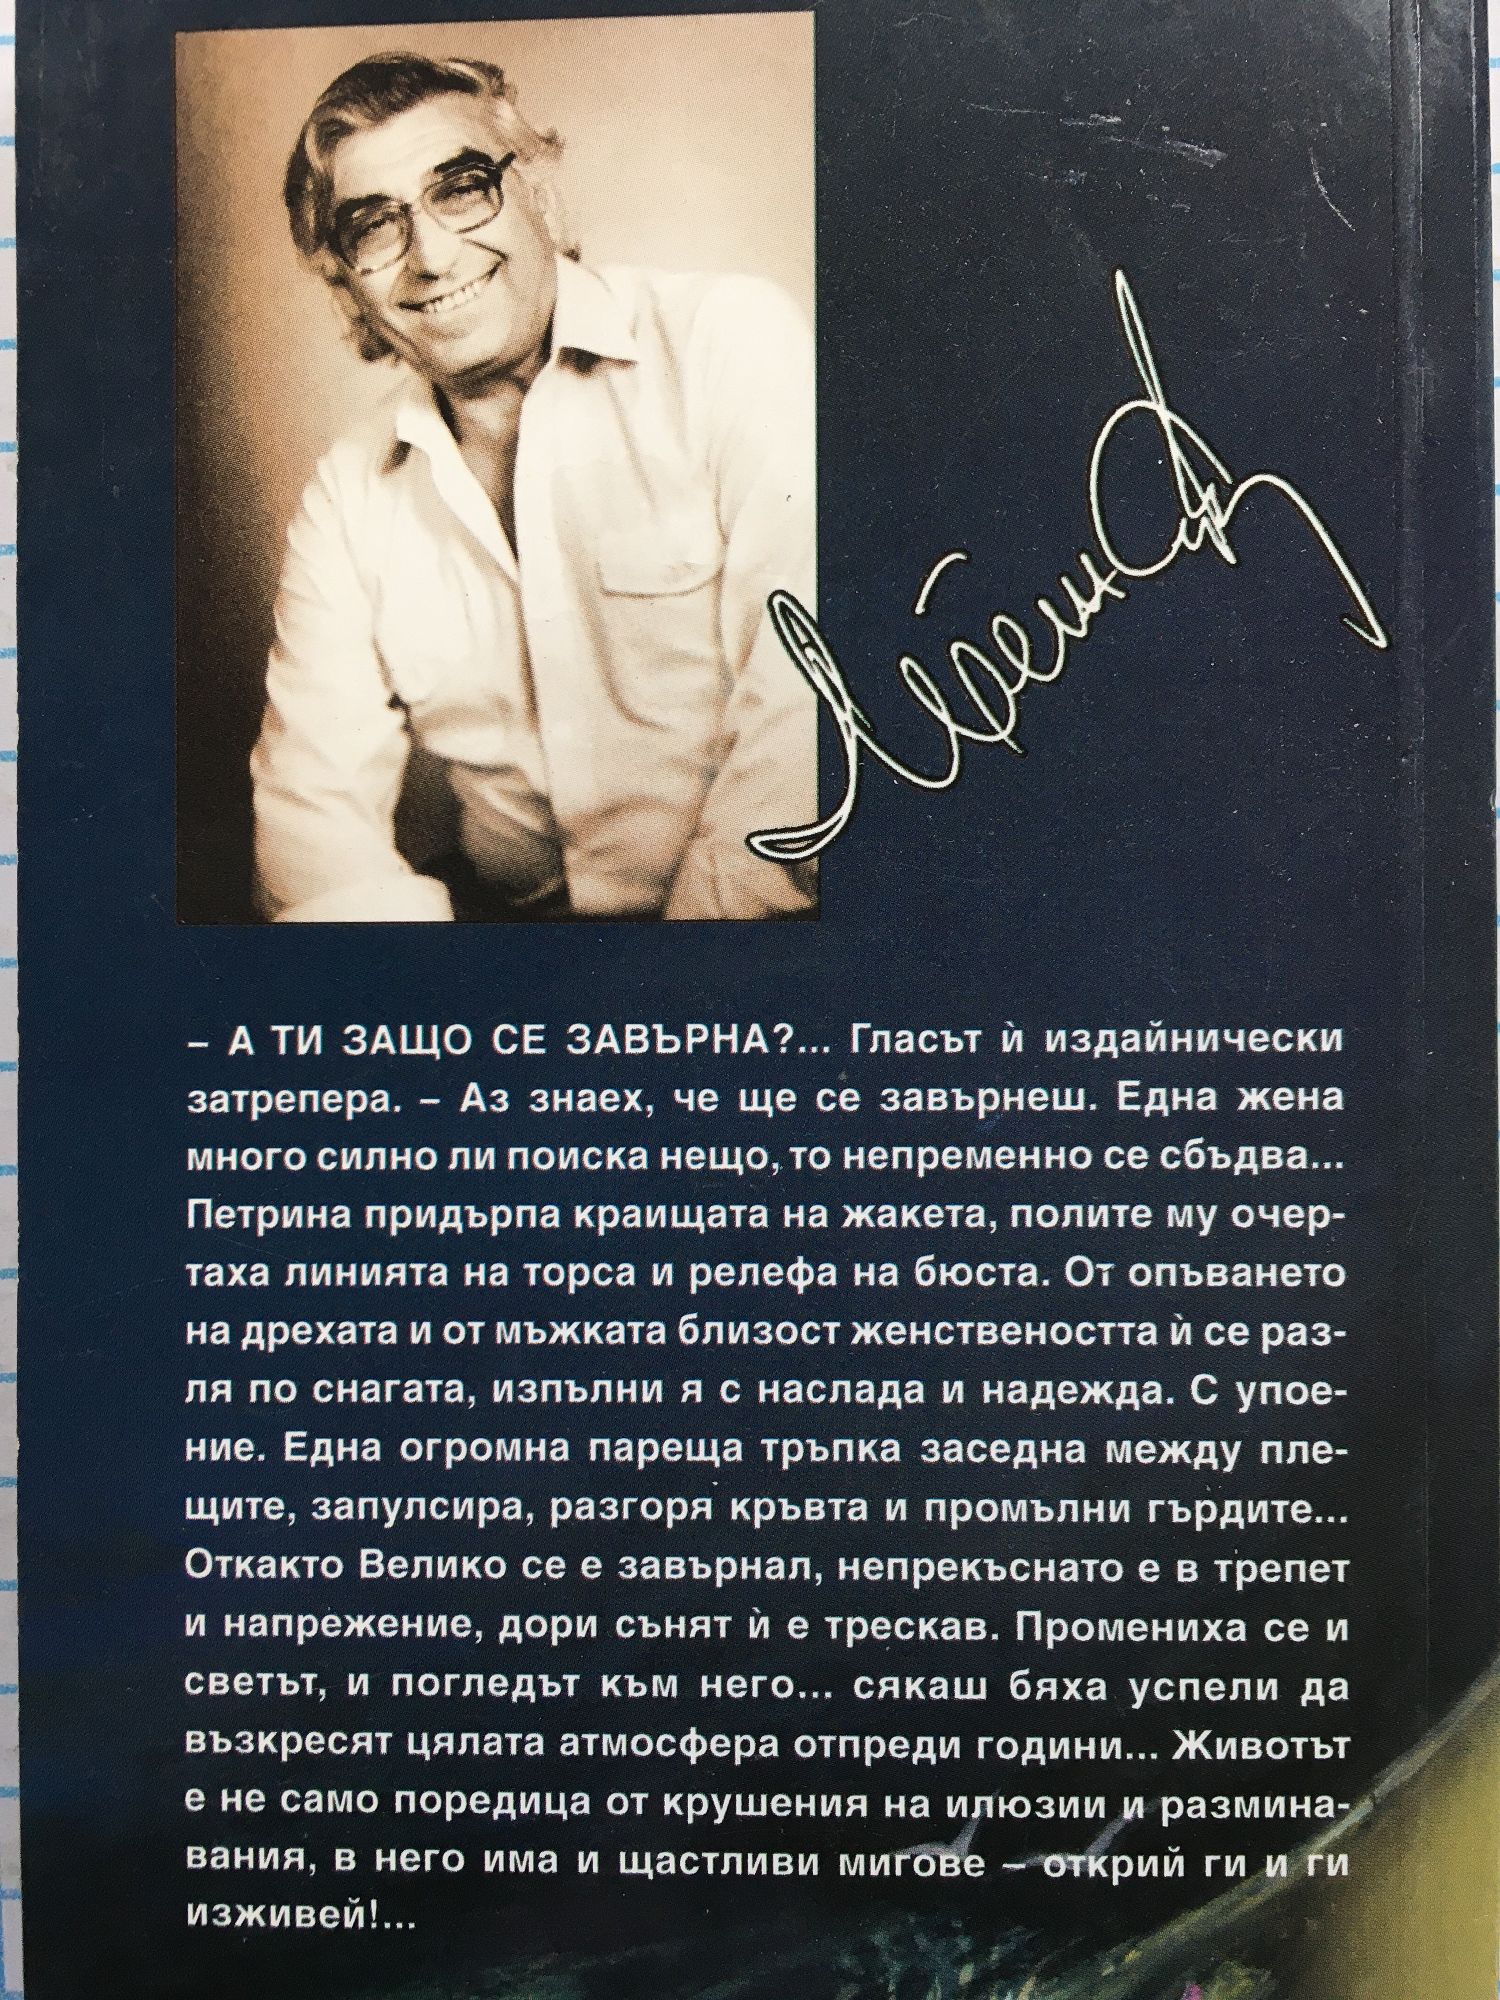 – А ТИ ЗАЩО СЕ ЗАВЪРНА?... Гласът ѝ издайнически
затрепера. – Аз знаех, че ще се завърнеш. Една жена
много силно ли поиска нещо, то непременно се сбъдва...
Петрина придърпа краищата на жакета, полите му очер-
таха линията на торса и релефа на бюста. От опъването
на дрехата и от мъжката близост женствеността ѝ се раз-
ля по снагата, изпълни я с наслада и надежда. С упое-
ние. Една огромна пареща тръпка заседна между пле-
щите, запулсира, разгоря кръвта и промълни гърдите...
Откакто Велико се е завърнал, непрекъснато е в трепет
и напрежение, дори сънят ѝ е трескав. Промениха се и
светът, и погледът към него... сякаш бяха успели да
възкресят цялата атмосфера отпреди години... Животът
е не само поредица от крушения на илюзии и размина-
вания, в него има и щастливи мигове – открий ги и ги
изживей!...